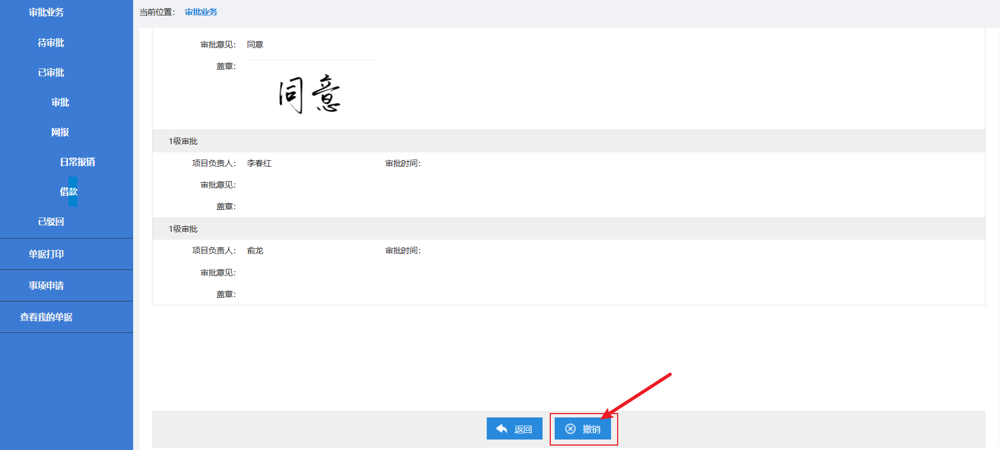 审批业务
待审批
已审批
审批
网报
日常报销
借款
已驳回
单据打印
事项申请
查看我的单据
当前位置： 审批业务
审批意见： 同意
盖章：
同意
1级审批
项目负责人： 李春红 审批时间：
审批意见：
盖章：
1级审批
项目负责人： 俞龙 审批时间：
审批意见：
盖章：
返回 撤销